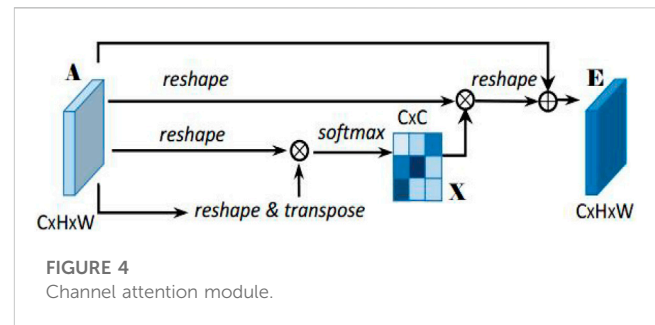 A
reshape
reshape
E
CxC
reshape
softmax
X
reshape & transpose
CxHxW
CxHxW
FIGURE 4
Channel attention module.